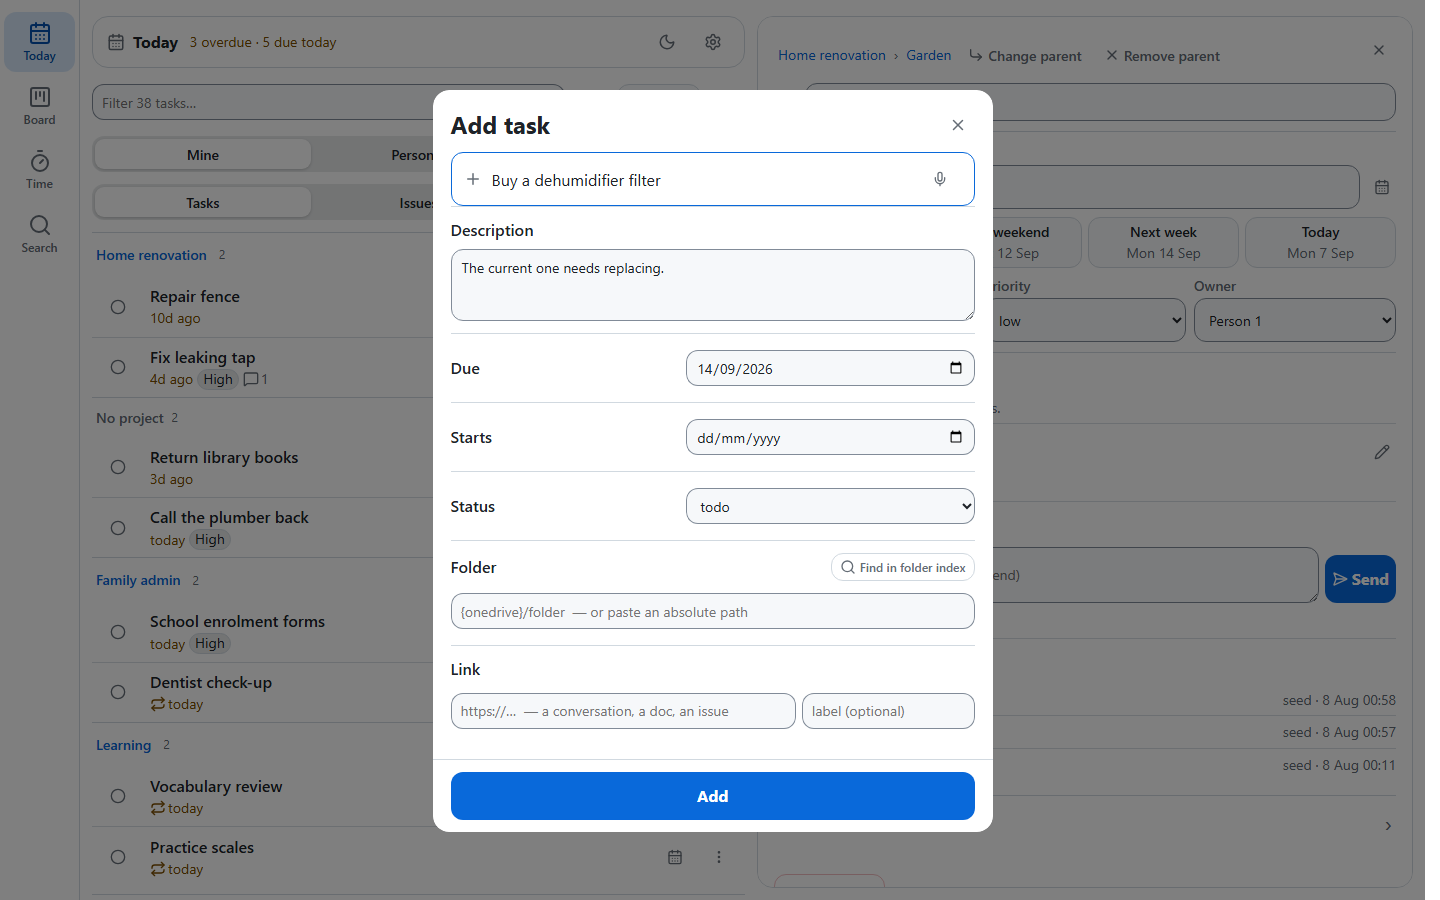 Today
Board
Time
Search
Today 3 overdue · 5 due today
Filter 38 tasks...
Mine Person
Tasks Issues
Home renovation 2
Repair fence
10d ago
Fix leaking tap
4d ago High 1
No project 2
Return library books
3d ago
Call the plumber back
today High
Family admin 2
School enrolment forms
today High
Dentist check-up
today
Learning 2
Vocabulary review
today
Practice scales
today
Add task
Buy a dehumidifier filter
Description
The current one needs replacing.
Due 14/09/2026
Starts dd/mm/yyyy
Status todo
Folder Find in folder index
{onedrive}/folder — or paste an absolute path
Link
https://... — a conversation, a doc, an issue label (optional)
Add
Home renovation › Garden Change parent Remove parent
weekend Next week Today
12 Sep Mon 14 Sep Mon 7 Sep
riority Owner
low Person 1
s.
end) Send
seed · 8 Aug 00:58
seed · 8 Aug 00:57
seed · 8 Aug 00:11